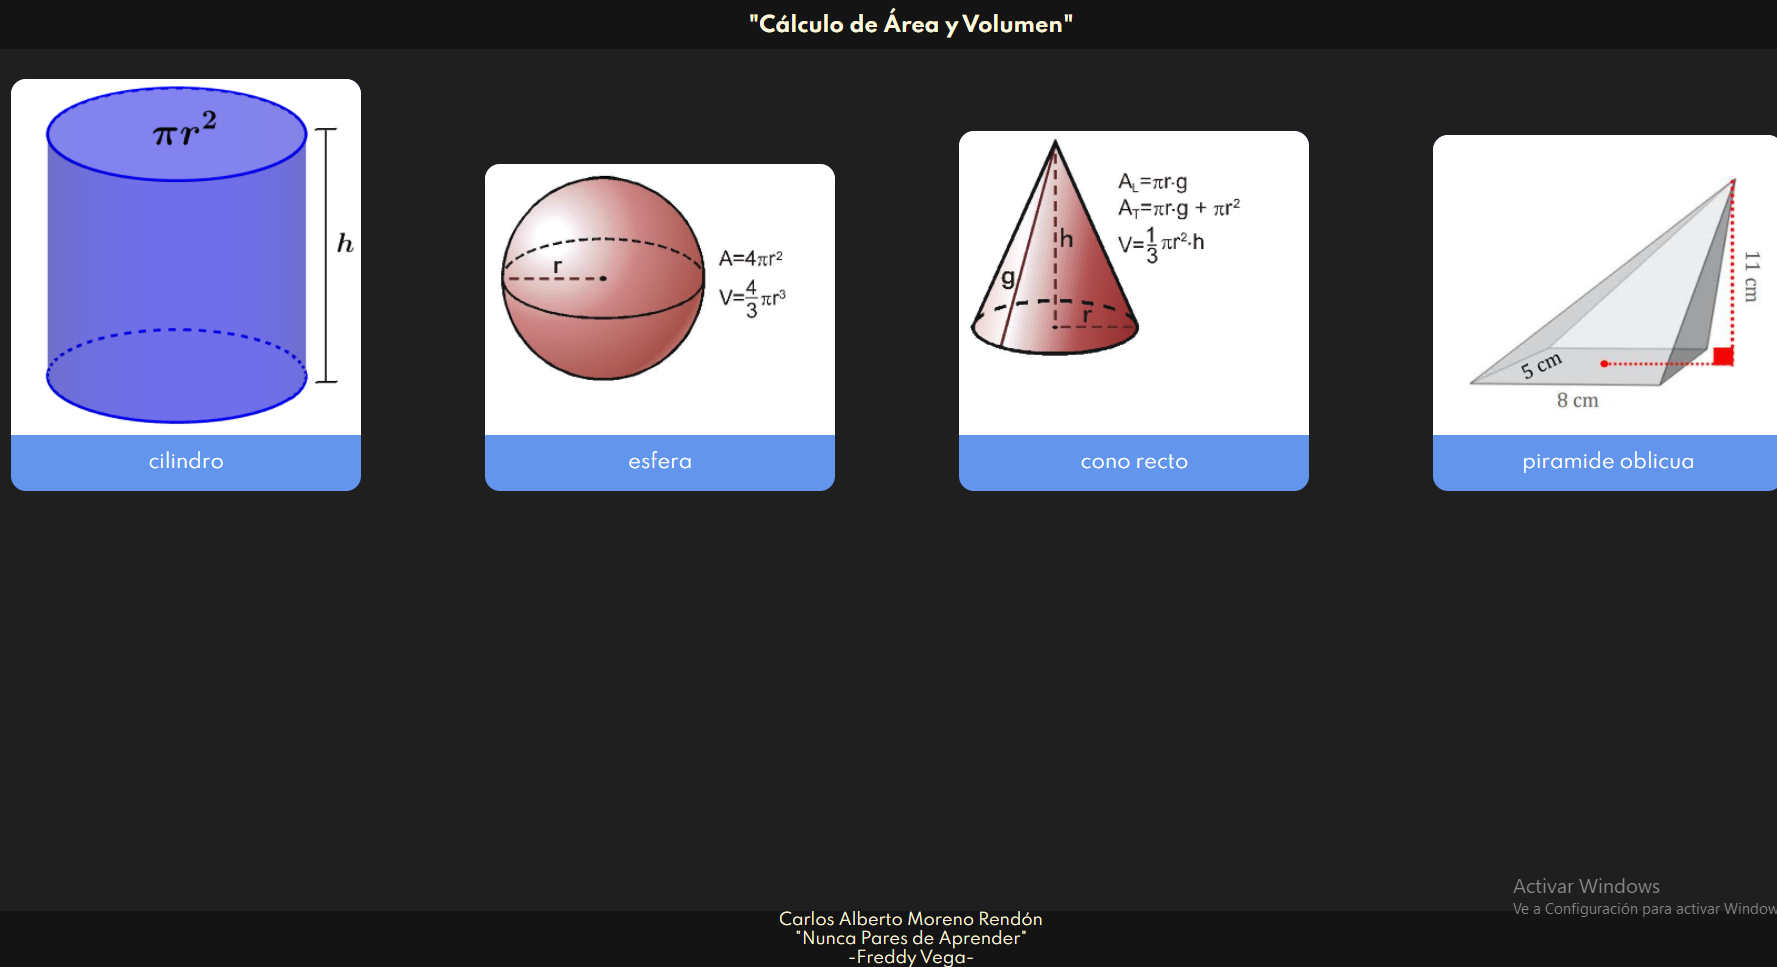 "Cálculo de Área y Volumen"
πr²
h
cilindro
r
A=4πr²
V=4/3πr³
esfera
A_L=πr·g
A_T=πr·g + πr²
V=1/3πr²·h
h
g
r
cono recto
11 cm
5 cm
8 cm
piramide oblicua
Activar Windows
Ve a Configuración para activar Window
Carlos Alberto Moreno Rendón
"Nunca Pares de Aprender"
-Freddy Vega-